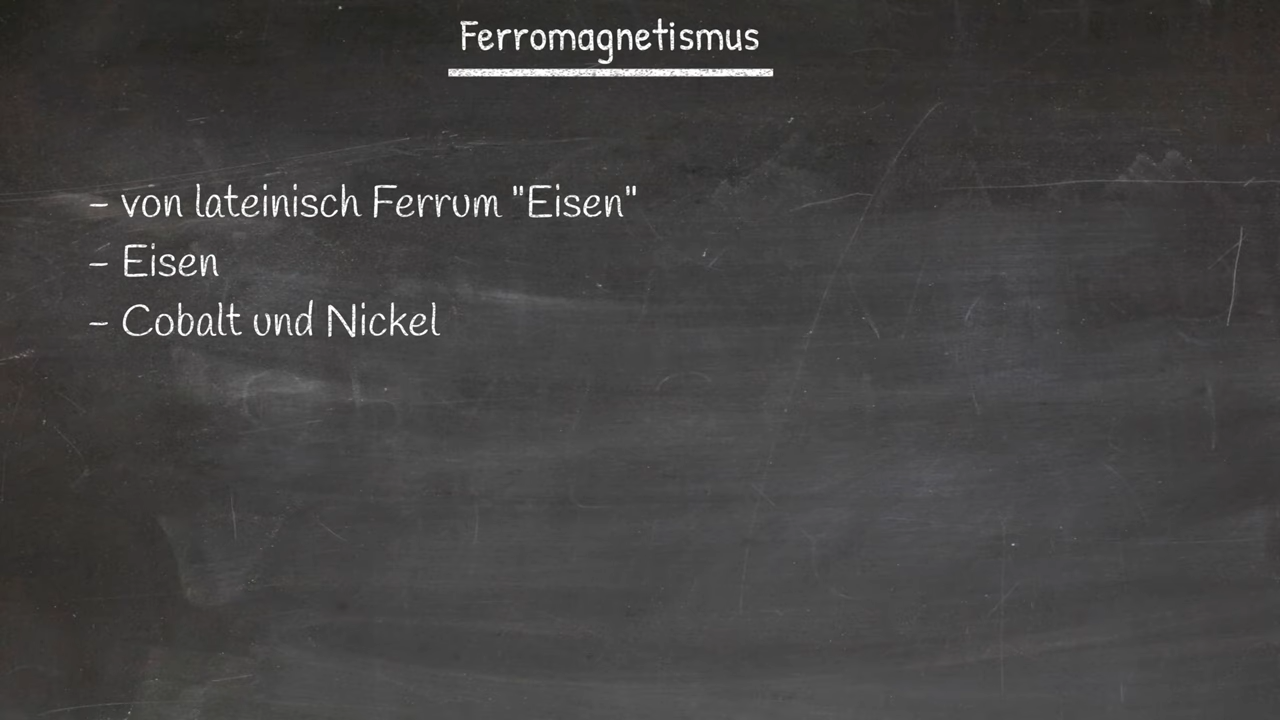 Ferromagnetismus
- von lateinisch Ferrum "Eisen"
- Eisen
- Cobalt und Nickel